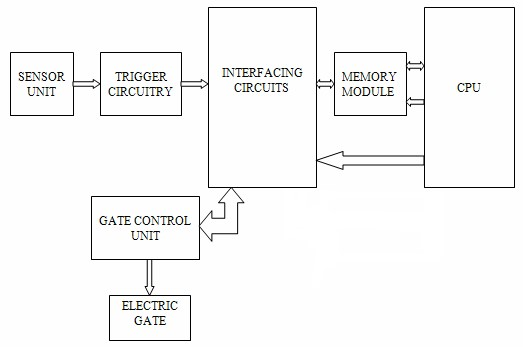 SENSOR
UNIT
TRIGGER
CIRCUITRY
INTERFACING
CIRCUITS
MEMORY
MODULE
CPU
GATE CONTROL
UNIT
ELECTRIC
GATE